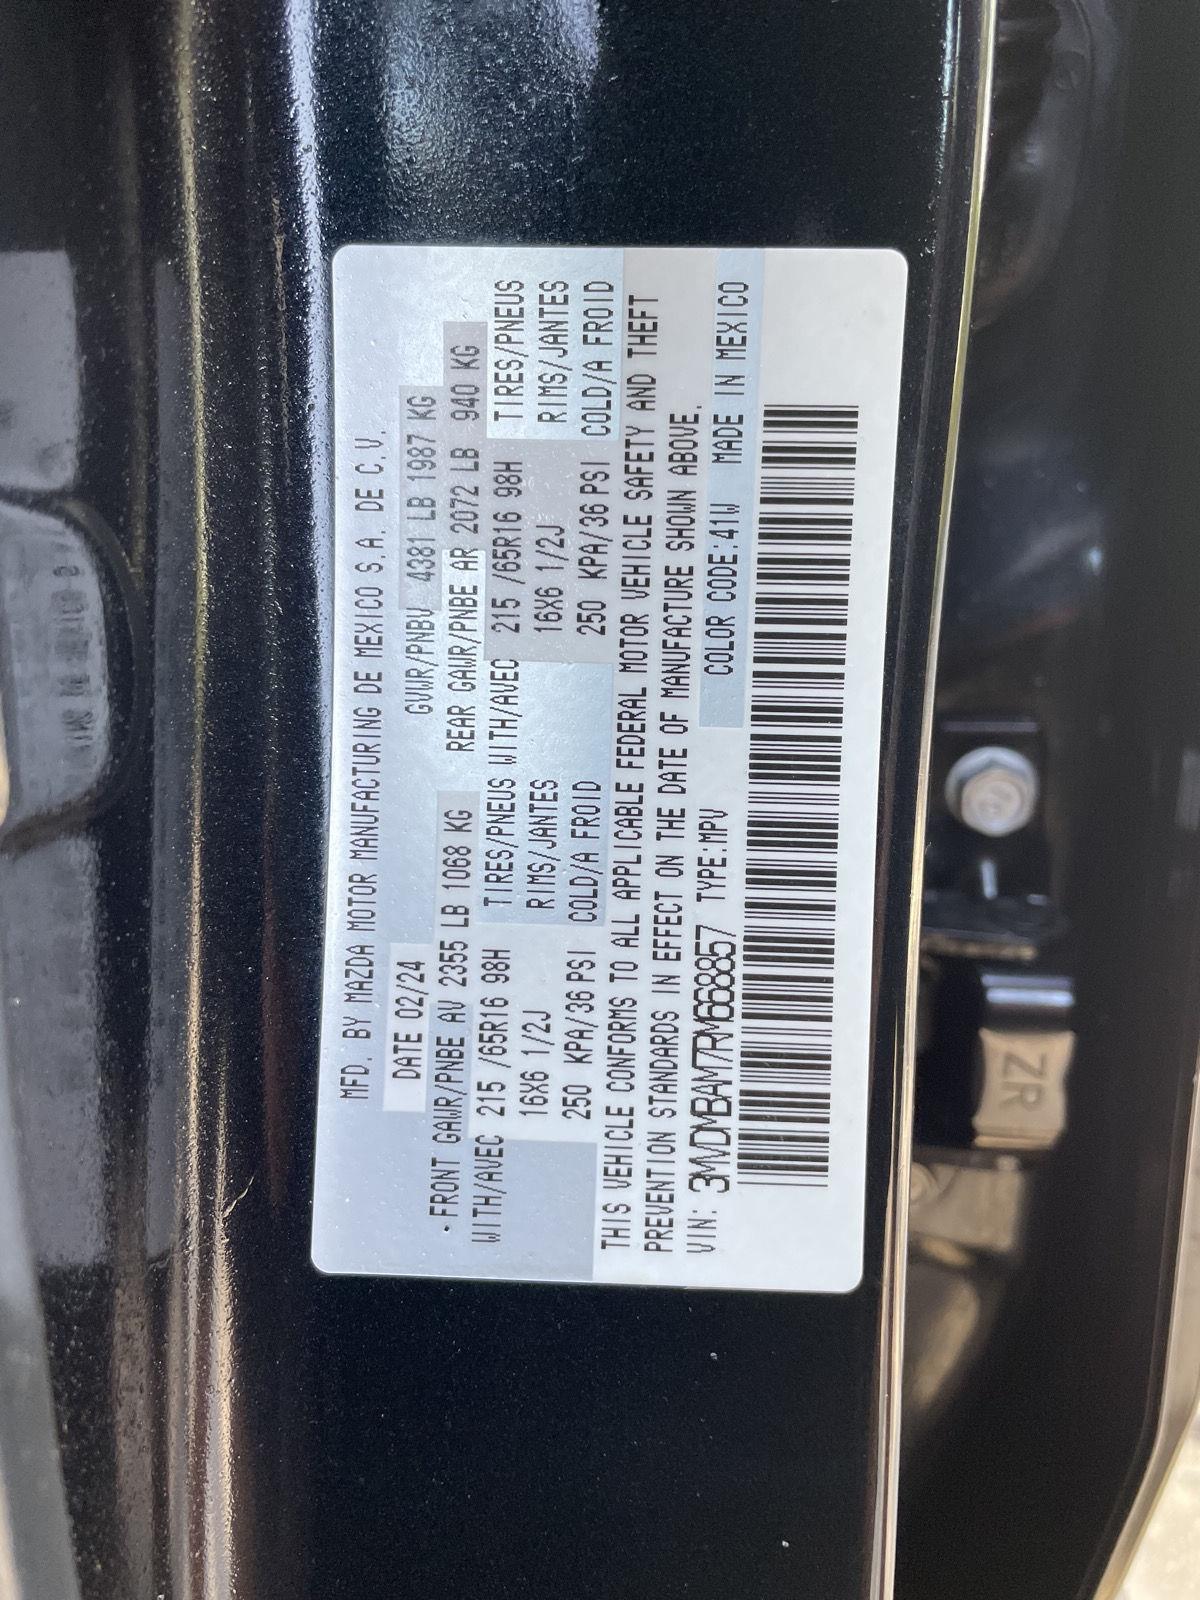 MFD. BY MAZDA MOTOR MANUFACTURING DE MEXICO S.A. DE C.V.
DATE 02/24 GVWR/PNBV 4381 LB 1987 KG
FRONT GAWR/PNBE AV 2355 LB 1068 KG REAR GAWR/PNBE AR 2072 LB 940 KG
WITH/AVEC 215 /65R16 98H TIRES/PNEUS WITH/AVEC 215 /65R16 98H TIRES/PNEUS
16X6 1/2J RIMS/JANTES 16X6 1/2J RIMS/JANTES
250 KPA/36 PSI COLD/A FROID 250 KPA/36 PSI COLD/A FROID
THIS VEHICLE CONFORMS TO ALL APPLICABLE FEDERAL MOTOR VEHICLE SAFETY AND THEFT
PREVENTION STANDARDS IN EFFECT ON THE DATE OF MANUFACTURE SHOWN ABOVE.
VIN: 3MVDMBAM7RM668857 TYPE:MPV COLOR CODE:41W MADE IN MEXICO
ZR